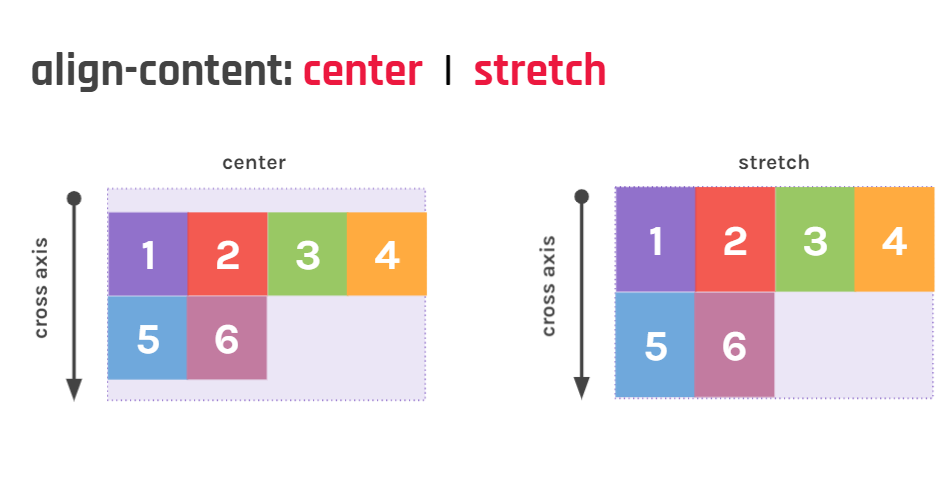 align-content: center | stretch
center
stretch
cross axis
1 2 3 4
5 6
cross axis
1 2 3 4
5 6